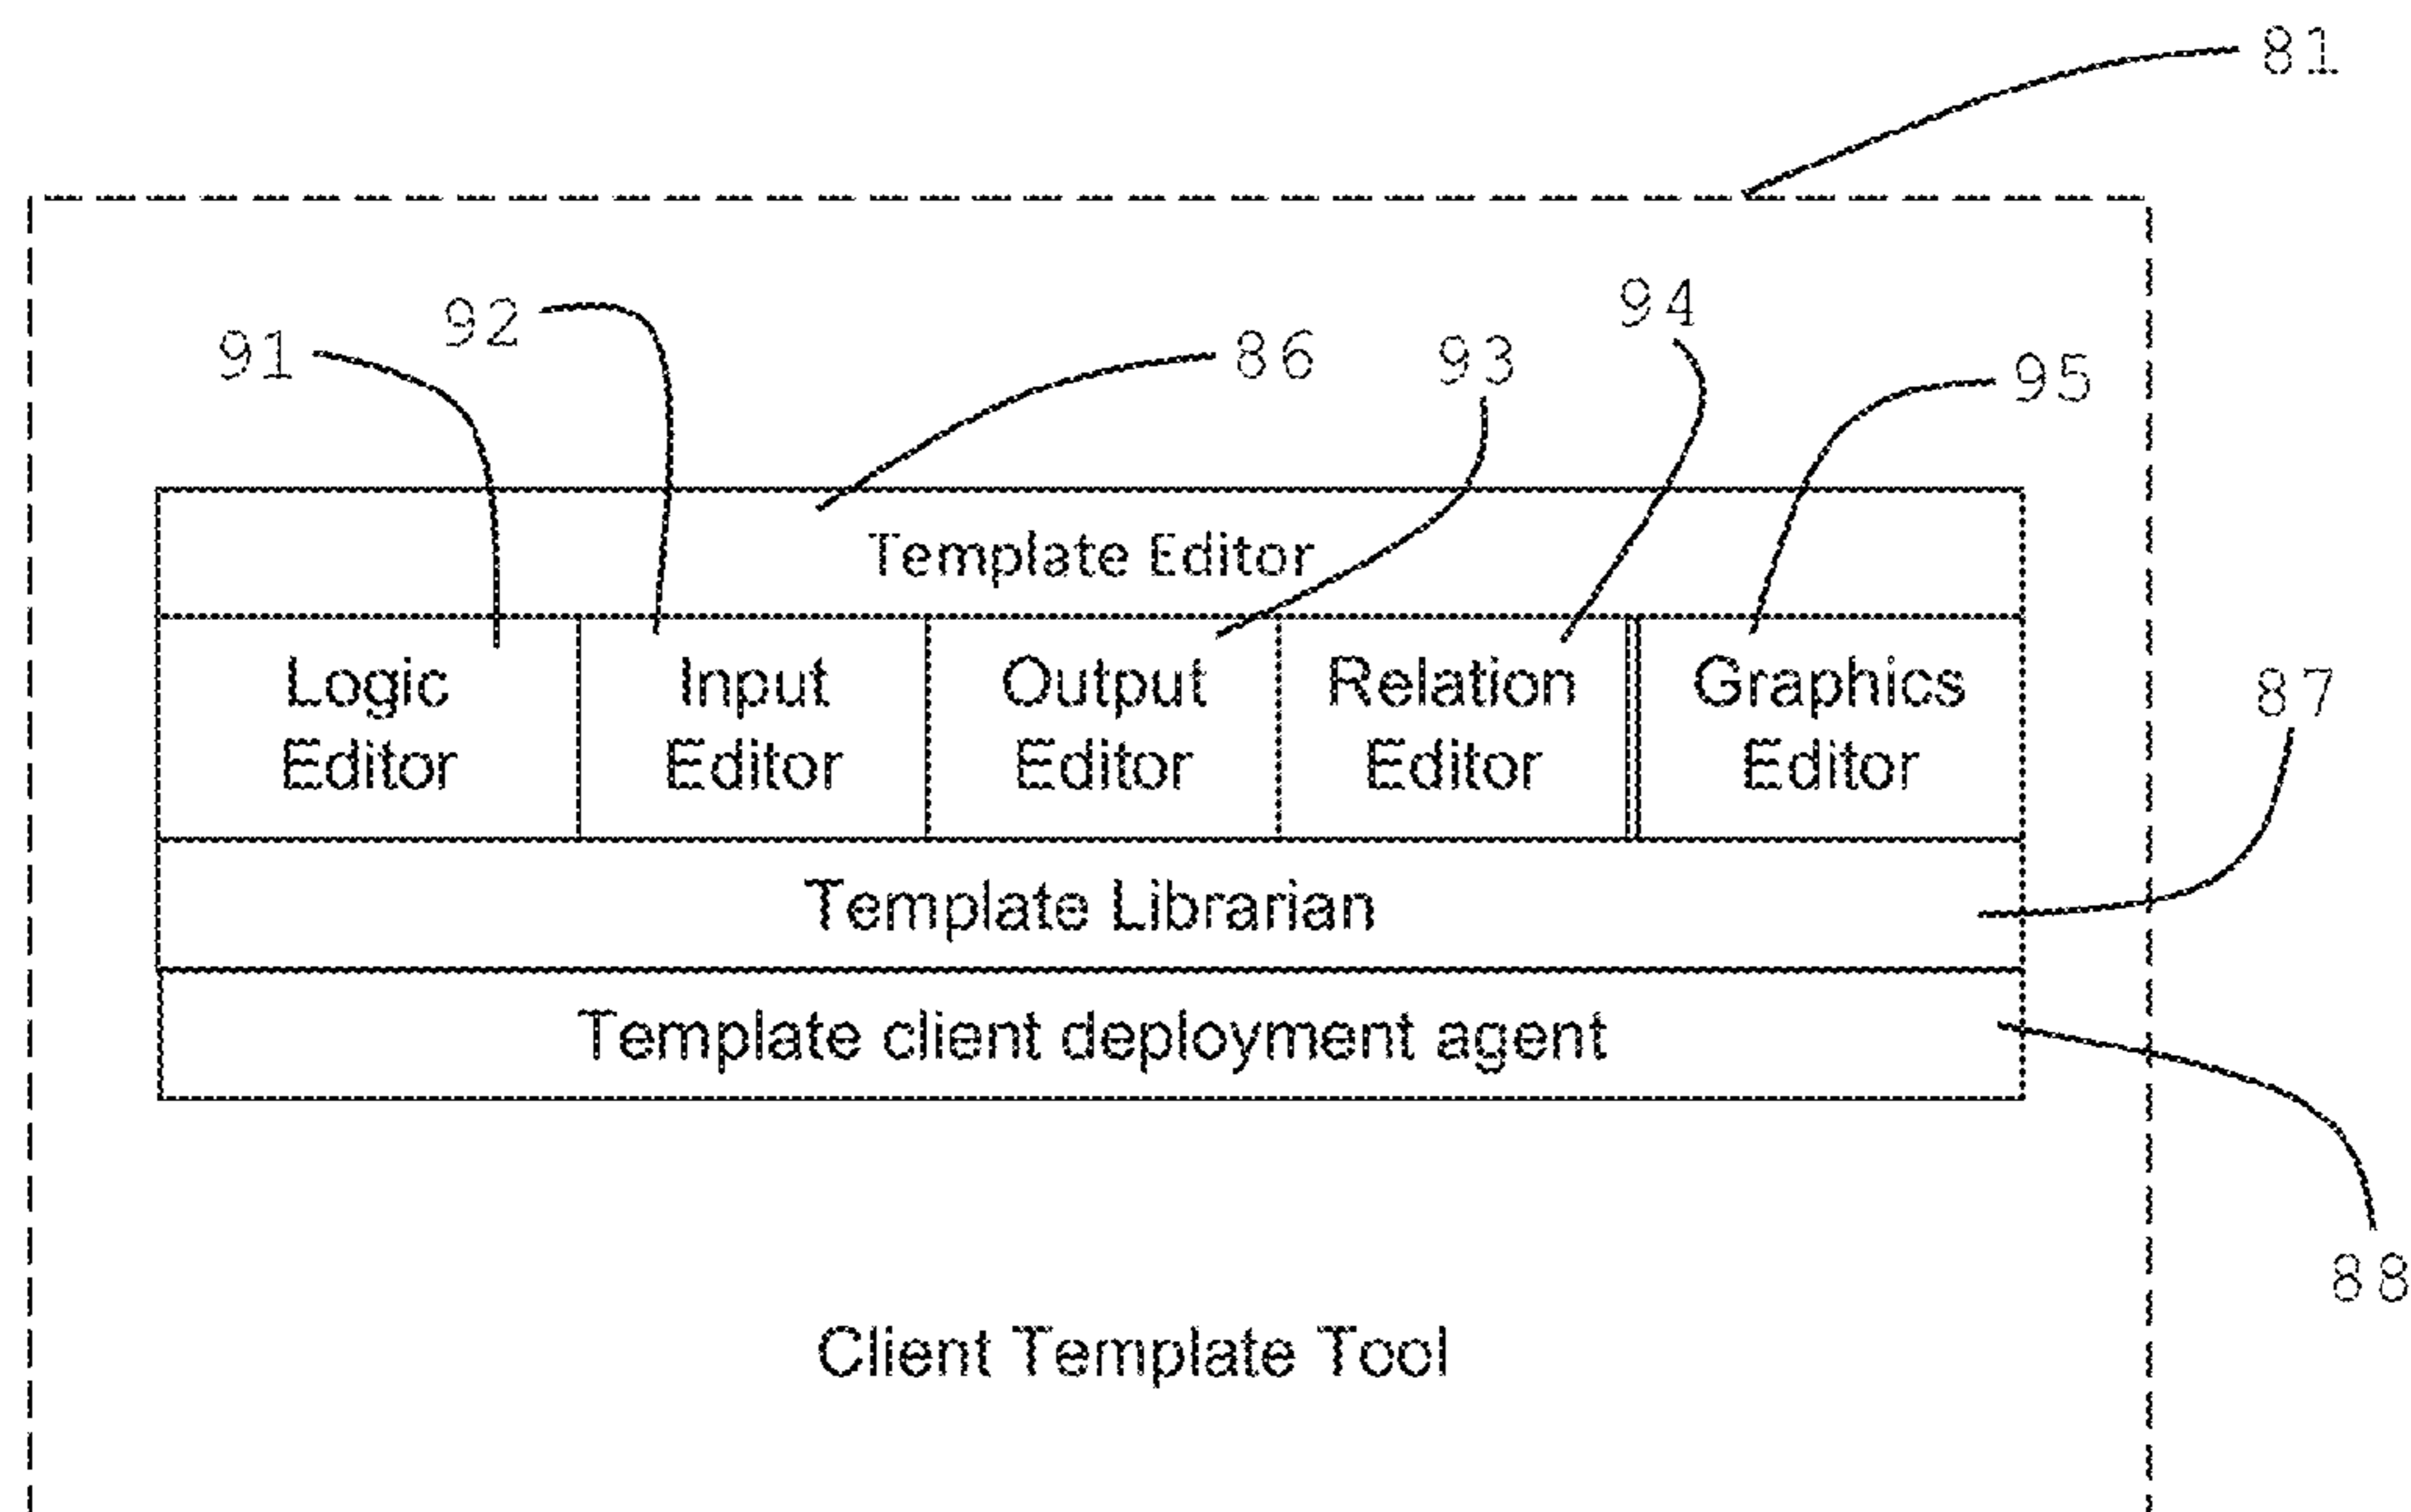 81
94
92
91
86
93
95
Template Editor
Logic
Editor
Input
Editor
Output
Editor
Relation
Editor
Graphics
Editor
87
Template Librarian
Template client deployment agent
88
Client Template Tool